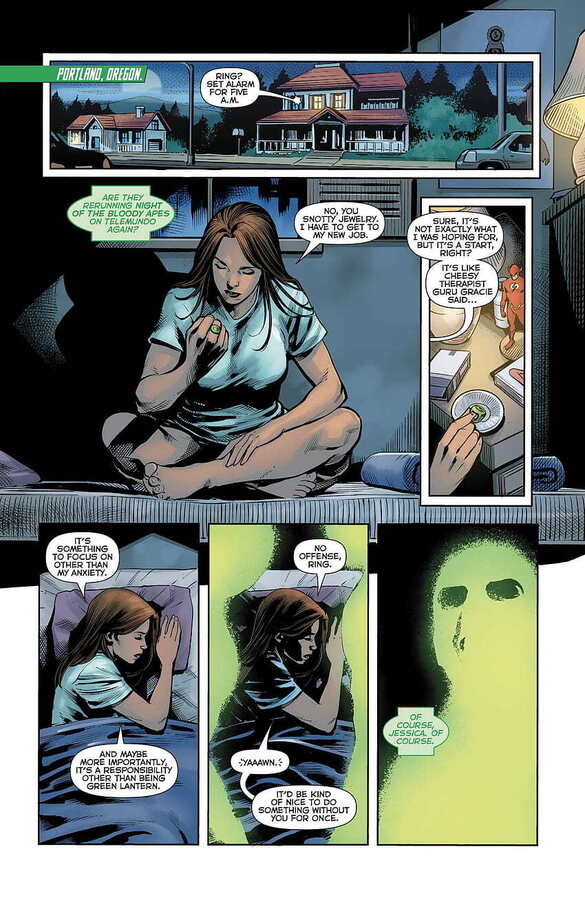 PORTLAND, OREGON.
RING?
SET ALARM
FOR FIVE
A.M.
ARE THEY
RERUNNING NIGHT
OF THE BLOODY APES
ON TELEMUNDO
AGAIN?
NO, YOU
SNOTTY JEWELRY.
I HAVE TO GET TO
MY NEW JOB.
SURE, IT'S
NOT EXACTLY WHAT
I WAS HOPING FOR,
BUT IT'S A START,
RIGHT?
IT'S LIKE
CHEESY
THERAPIST
GURU GRACIE
SAID...
IT'S
SOMETHING
TO FOCUS ON
OTHER THAN
MY ANXIETY.
AND MAYBE
MORE IMPORTANTLY,
IT'S A RESPONSIBILITY
OTHER THAN BEING
GREEN LANTERN.
NO
OFFENSE,
RING.
YAAAWN.
IT'D BE KIND
OF NICE TO DO
SOMETHING WITHOUT
YOU FOR ONCE.
OF
COURSE,
JESSICA. OF
COURSE.